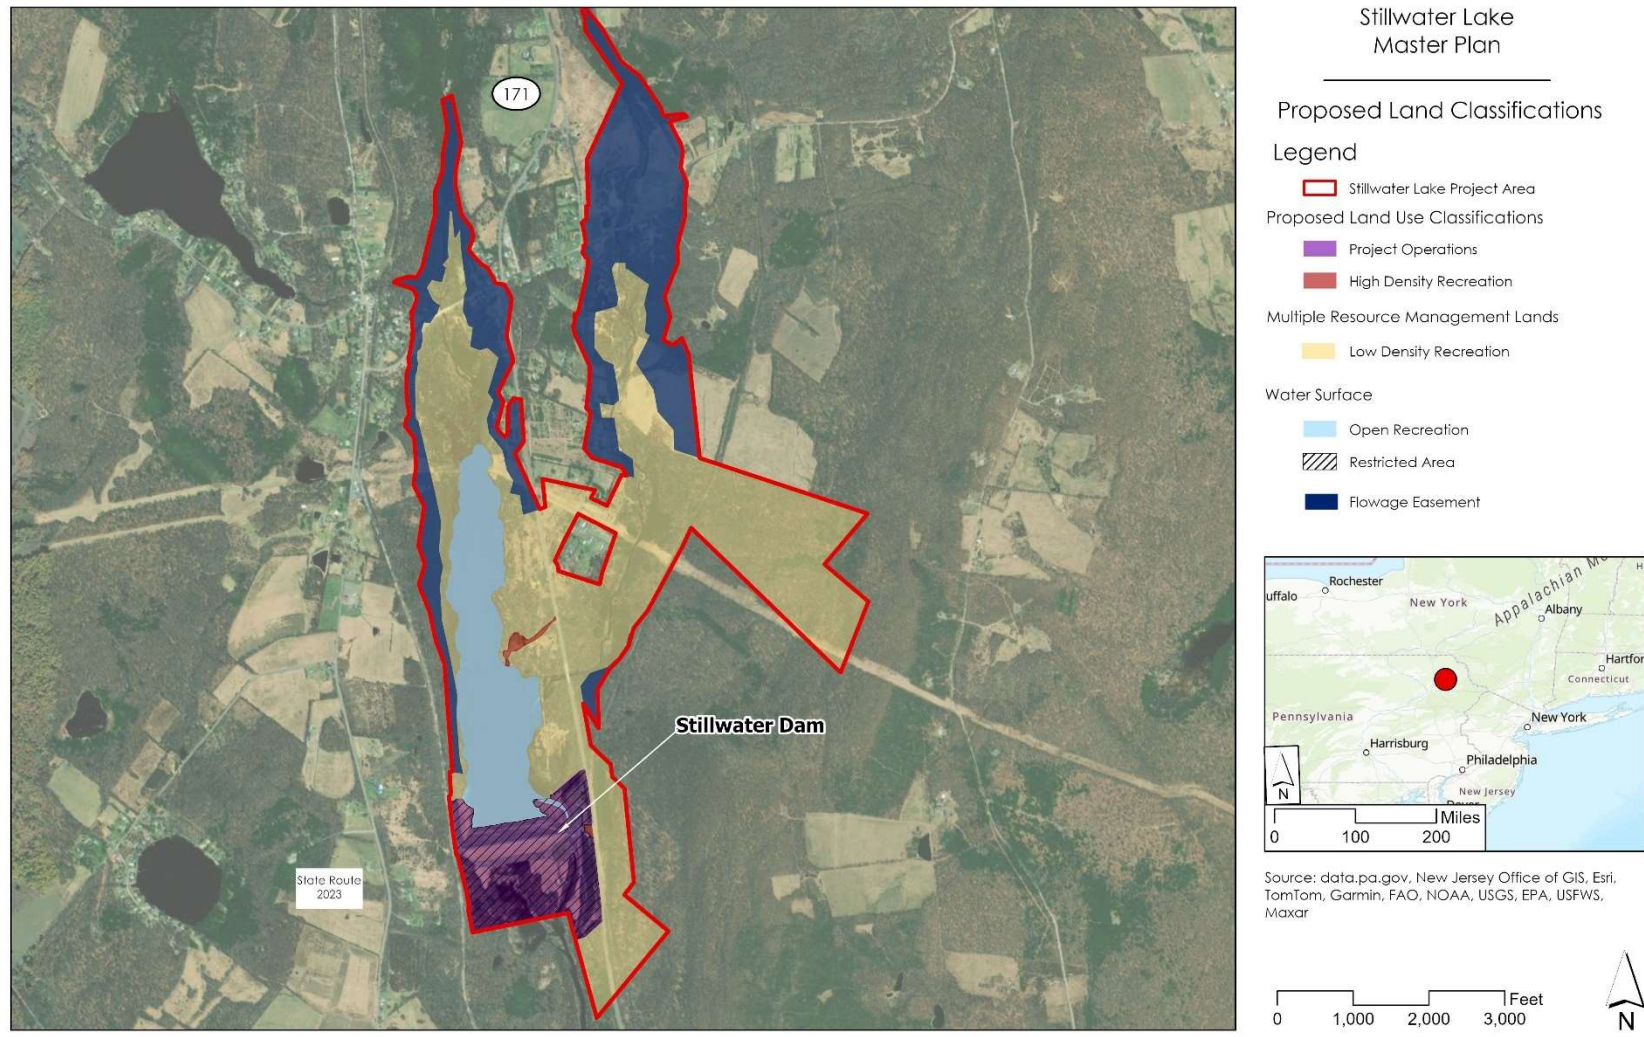 171
Stillwater Dam
State Route
2023
Stillwater Lake
Master Plan
Proposed Land Classifications
Legend
Stillwater Lake Project Area
Proposed Land Use Classifications
Project Operations
High Density Recreation
Multiple Resource Management Lands
Low Density Recreation
Water Surface
Open Recreation
Restricted Area
Flowage Easement
Rochester
uffalo
New York
Appalachian Mo
H
Albany
Hartfor
Connecticut
Pennsylvania
New York
Harrisburg
Philadelphia
New Jersey
N
Miles
0 100 200
Source: data.pa.gov, New Jersey Office of GIS, Esri,
TomTom, Garmin, FAO, NOAA, USGS, EPA, USFWS,
Maxar
Feet
0 1,000 2,000 3,000
N